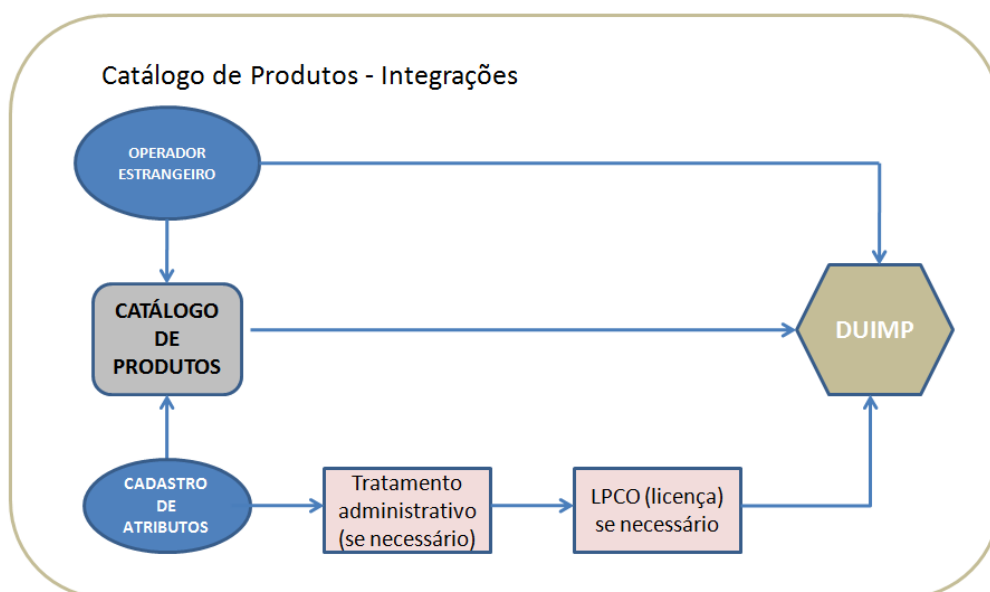 Catálogo de Produtos - Integrações
OPERADOR
ESTRANGEIRO
CATÁLOGO
DE
PRODUTOS
DUIMP
CADASTRO
DE
ATRIBUTOS
Tratamento
administrativo
(se necessário)
LPCO (licença)
se necessário